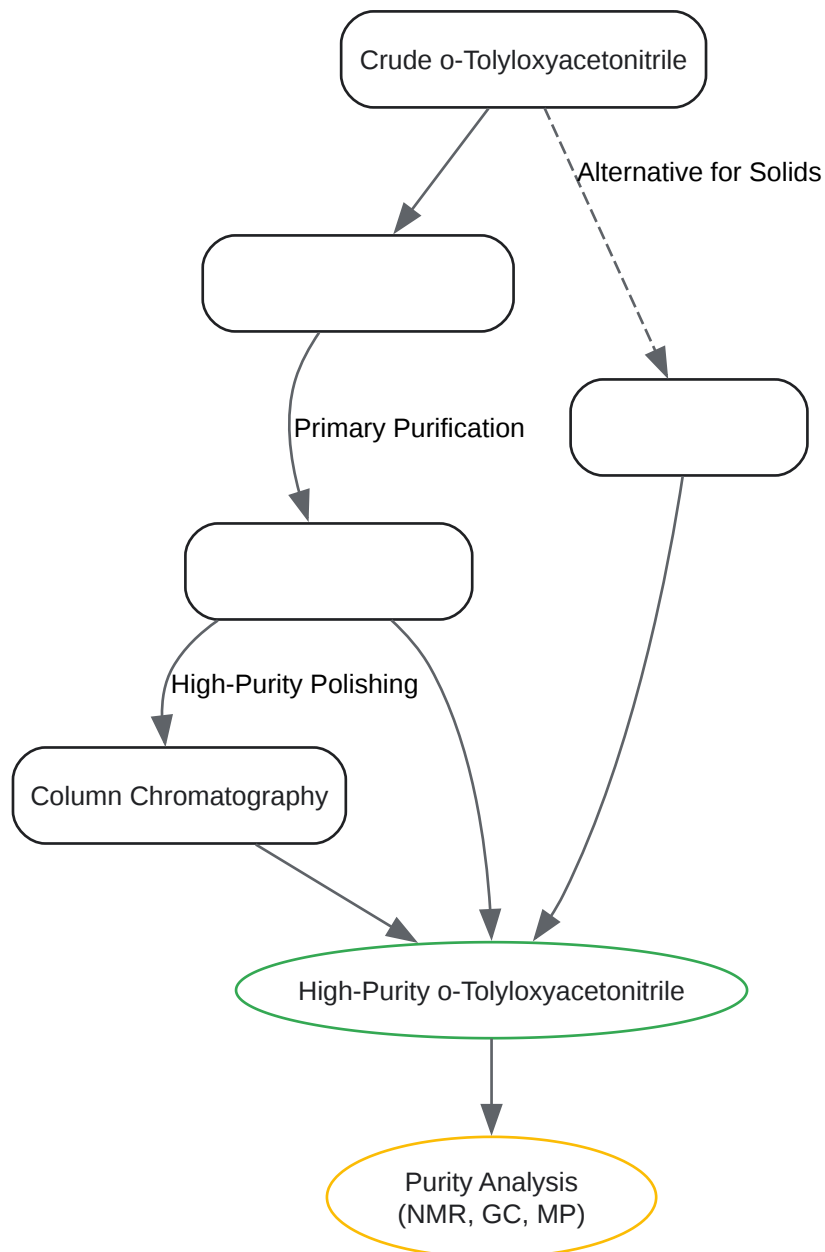 Crude o-Tolyloxyacetonitrile
Alternative for Solids
Primary Purification
High-Purity Polishing
Column Chromatography
High-Purity o-Tolyloxyacetonitrile
Purity Analysis
(NMR, GC, MP)